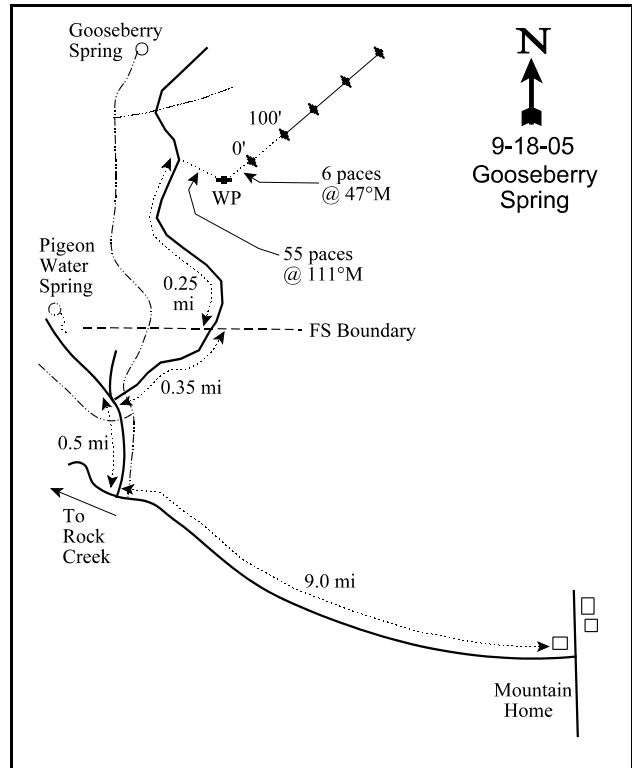 Gooseberry
Spring
N
9-18-05
Gooseberry
Spring
100'
0'
6 paces
@ 47°M
WP
55 paces
@ 111°M
Pigeon
Water
Spring
0.25
mi
FS Boundary
0.35 mi
0.5 mi
To
Rock
Creek
9.0 mi
Mountain
Home